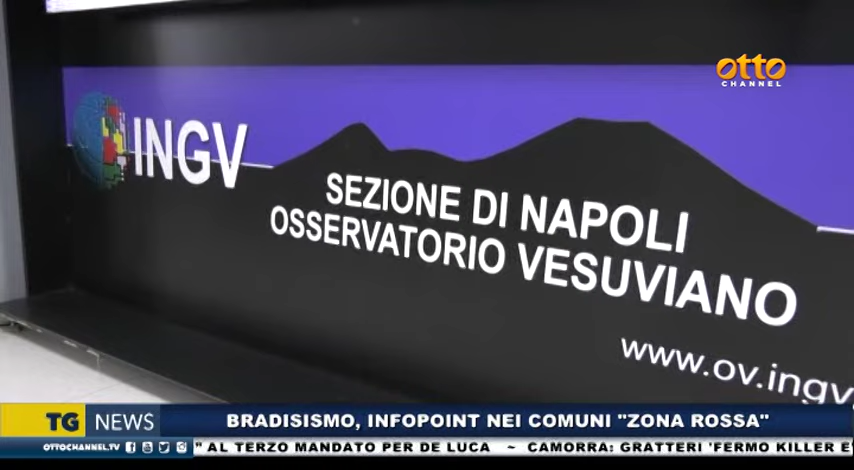 otto
CHANNEL
INGV
SEZIONE DI NAPOLI
OSSERVATORIO VESUVIANO
www.ov.ingv
TG NEWS
BRADISISMO, INFOPOINT NEI COMUNI "ZONA ROSSA"
OTTOCHANNEL.TV
" AL TERZO MANDATO PER DE LUCA ~ CAMORRA: GRATTERI 'FERMO KILLER E